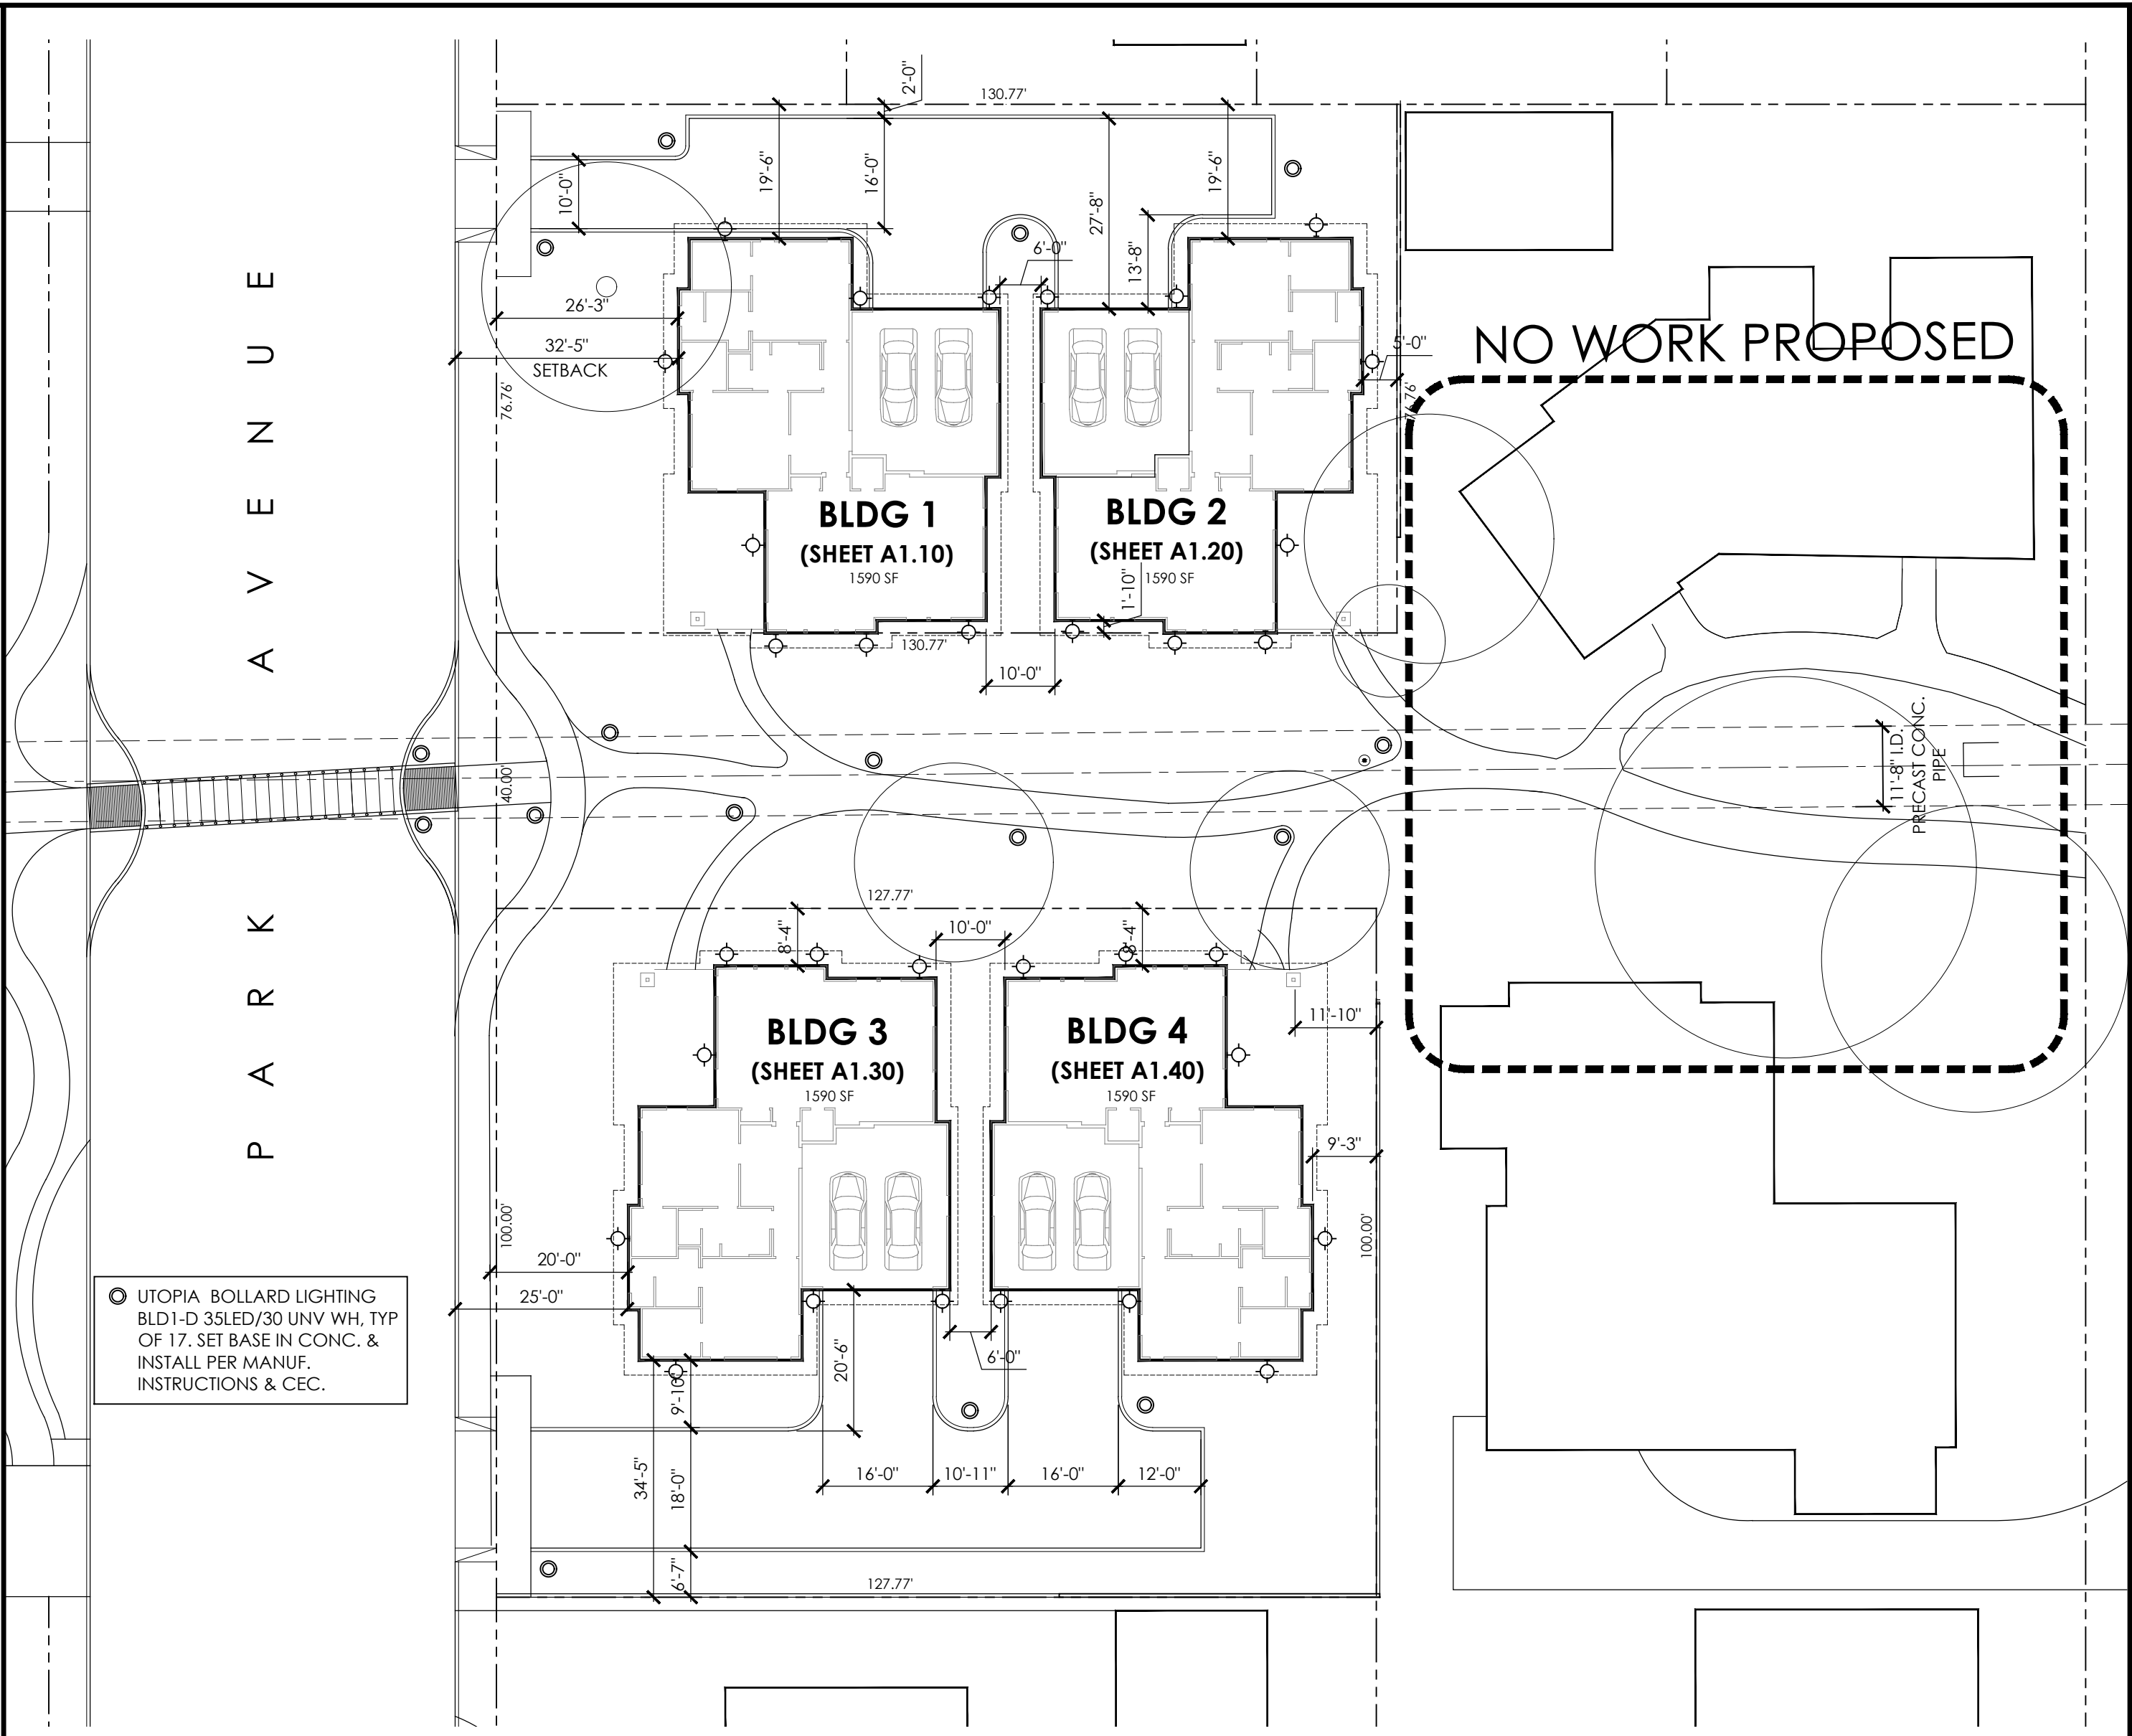 2'-0"
130.77'
19'-6"
16'-0"
19'-6"
10'-0"
27'-8"
13'-8"
6'-0"
26'-3"
32'-5"
SETBACK
76.76'
5'-0"
76.76'
NO WORK PROPOSED
PARK AVENUE
BLDG 1
(SHEET A1.10)
1590 SF
BLDG 2
(SHEET A1.20)
1590 SF
1'-10"
130.77'
10'-0"
40.00'
11'-8" I.D.
PRECAST CONC.
PIPE
127.77'
8'-4"
10'-0"
8'-4"
BLDG 3
(SHEET A1.30)
1590 SF
BLDG 4
(SHEET A1.40)
1590 SF
11'-10"
9'-3"
100.00'
100.00'
20'-0"
25'-0"
UTOPIA BOLLARD LIGHTING
BLD1-D 35LED/30 UNV WH, TYP
OF 17. SET BASE IN CONC. &
INSTALL PER MANUF.
INSTRUCTIONS & CEC.
9'-10"
20'-6"
6'-0"
34'-5"
18'-0"
16'-0"
10'-11"
16'-0"
12'-0"
6'-7"
127.77'